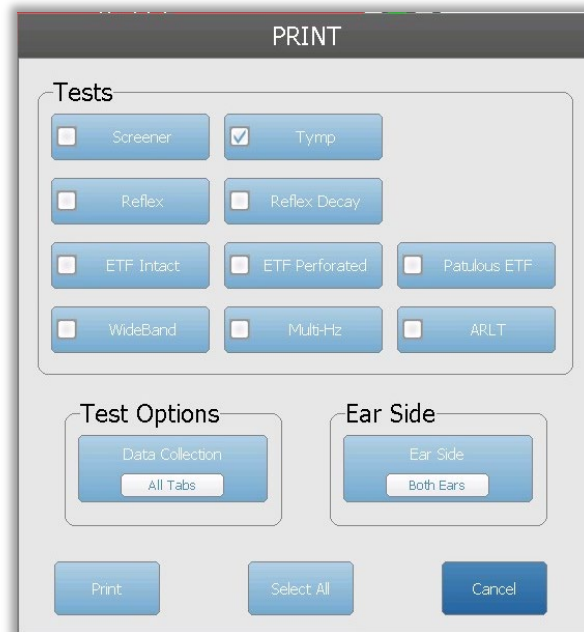 PRINT
Tests
Screener
Tymp
Reflex
Reflex Decay
ETF Intact
ETF Perforated
Patulous ETF
WideBand
Multi-Hz
ARLT
Test Options
Data Collection
All Tabs
Ear Side
Ear Side
Both Ears
Print
Select All
Cancel